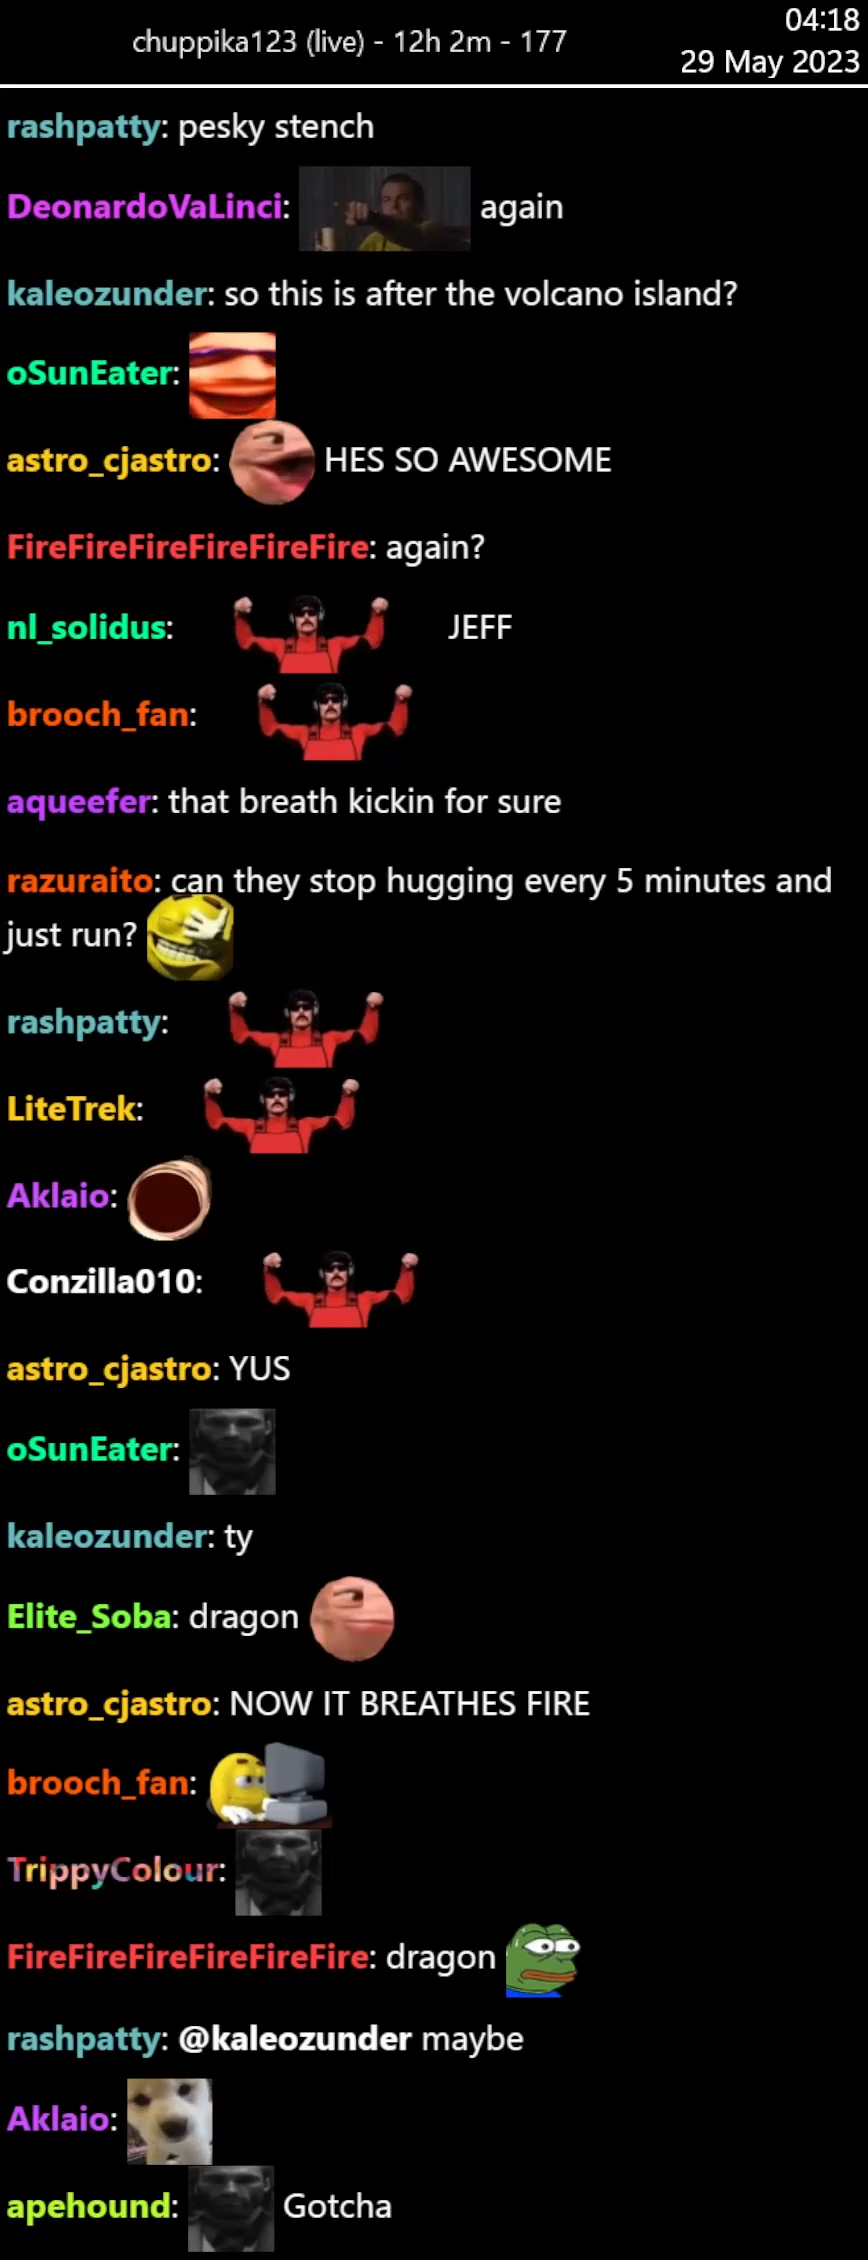 chuppika123 (live) - 12h 2m - 177
04:18
29 May 2023
rashpatty: pesky stench
DeonardoVaLinci: again
kaleozunder: so this is after the volcano island?
oSunEater:
astro_cjastro: HES SO AWESOME
FireFireFireFireFireFire: again?
nl_solidus: JEFF
brooch_fan:
aqueefer: that breath kickin for sure
razuraito: can they stop hugging every 5 minutes and
just run?
rashpatty:
LiteTrek:
Aklaio:
Conzilla010:
astro_cjastro: YUS
oSunEater:
kaleozunder: ty
Elite_Soba: dragon
astro_cjastro: NOW IT BREATHES FIRE
brooch_fan:
TrippyColour:
FireFireFireFireFireFire: dragon
rashpatty: @kaleozunder maybe
Aklaio:
apehound: Gotcha